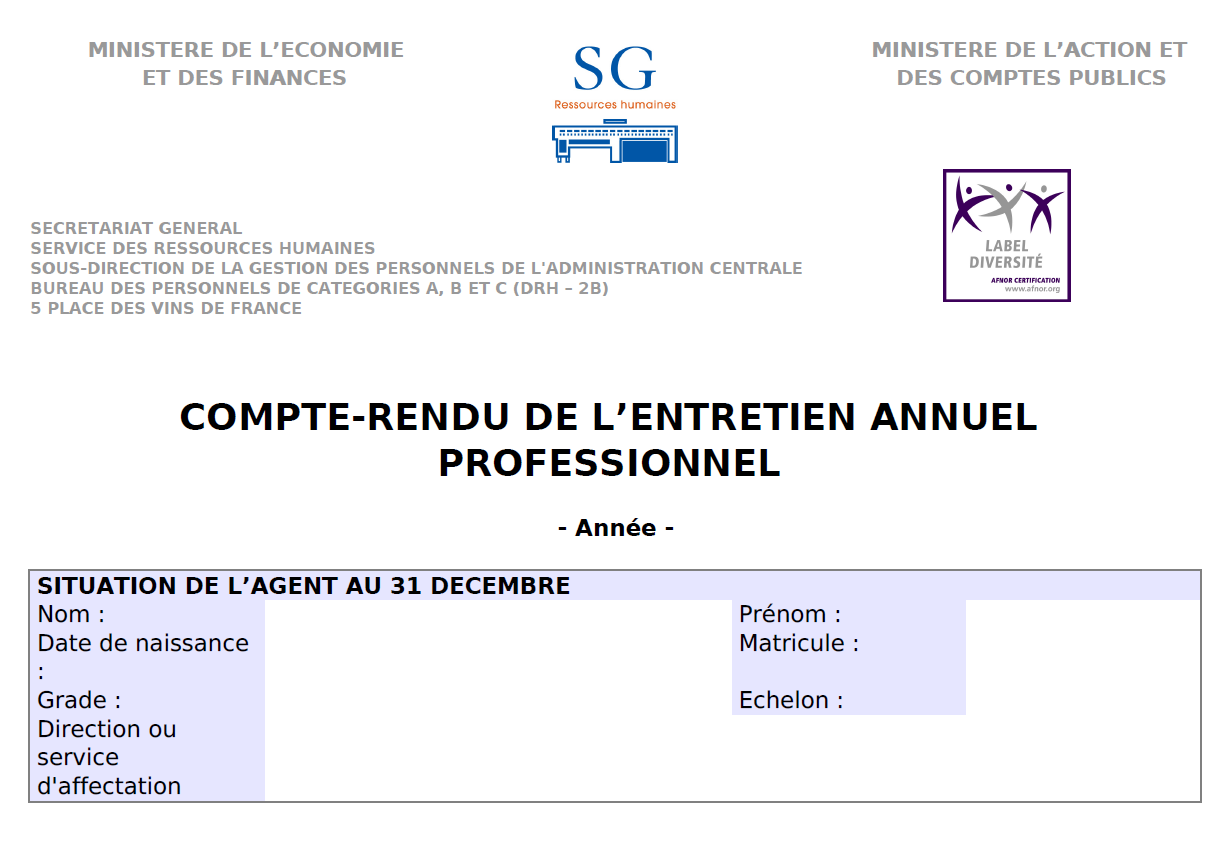 MINISTERE DE L’ECONOMIE
ET DES FINANCES
SG
Ressources humaines
MINISTERE DE L’ACTION ET
DES COMPTES PUBLICS
LABEL
DIVERSITÉ
AFNOR CERTIFICATION
www.afnor.org
SECRETARIAT GENERAL
SERVICE DES RESSOURCES HUMAINES
SOUS-DIRECTION DE LA GESTION DES PERSONNELS DE L'ADMINISTRATION CENTRALE
BUREAU DES PERSONNELS DE CATEGORIES A, B ET C (DRH – 2B)
5 PLACE DES VINS DE FRANCE
COMPTE-RENDU DE L’ENTRETIEN ANNUEL
PROFESSIONNEL
- Année -
SITUATION DE L’AGENT AU 31 DECEMBRE
Nom :
Prénom :
Date de naissance
:
Matricule :
Grade :
Echelon :
Direction ou
service
d'affectation